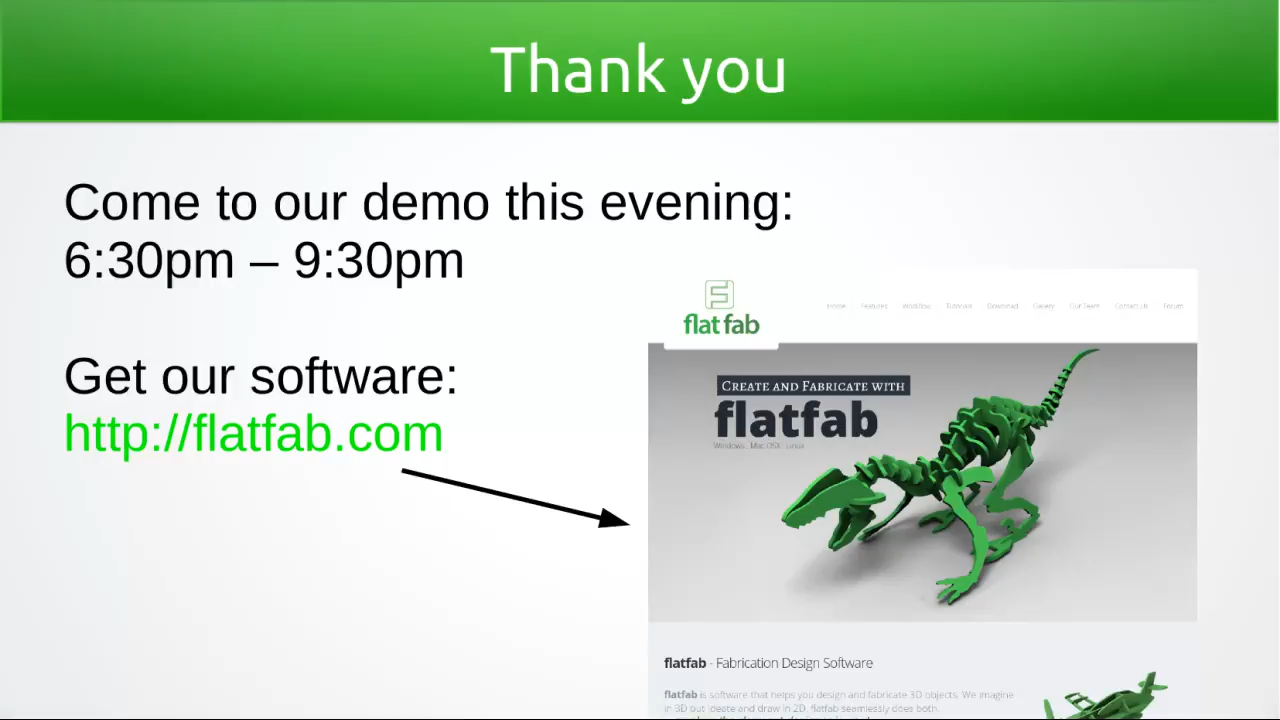 Thank you
Come to our demo this evening:
6:30pm – 9:30pm
Get our software:
http://flatfab.com
flat fab
Home Features Workflow Tutorials Download Gallery Our Team Contact Us Forum
CREATE AND FABRICATE WITH
flatfab
Windows . Mac OSX . Linux
flatfab - Fabrication Design Software
flatfab is software that helps you design and fabricate 3D objects. We imagine
in 3D but ideate and draw in 2D. flatfab seamlessly does both.